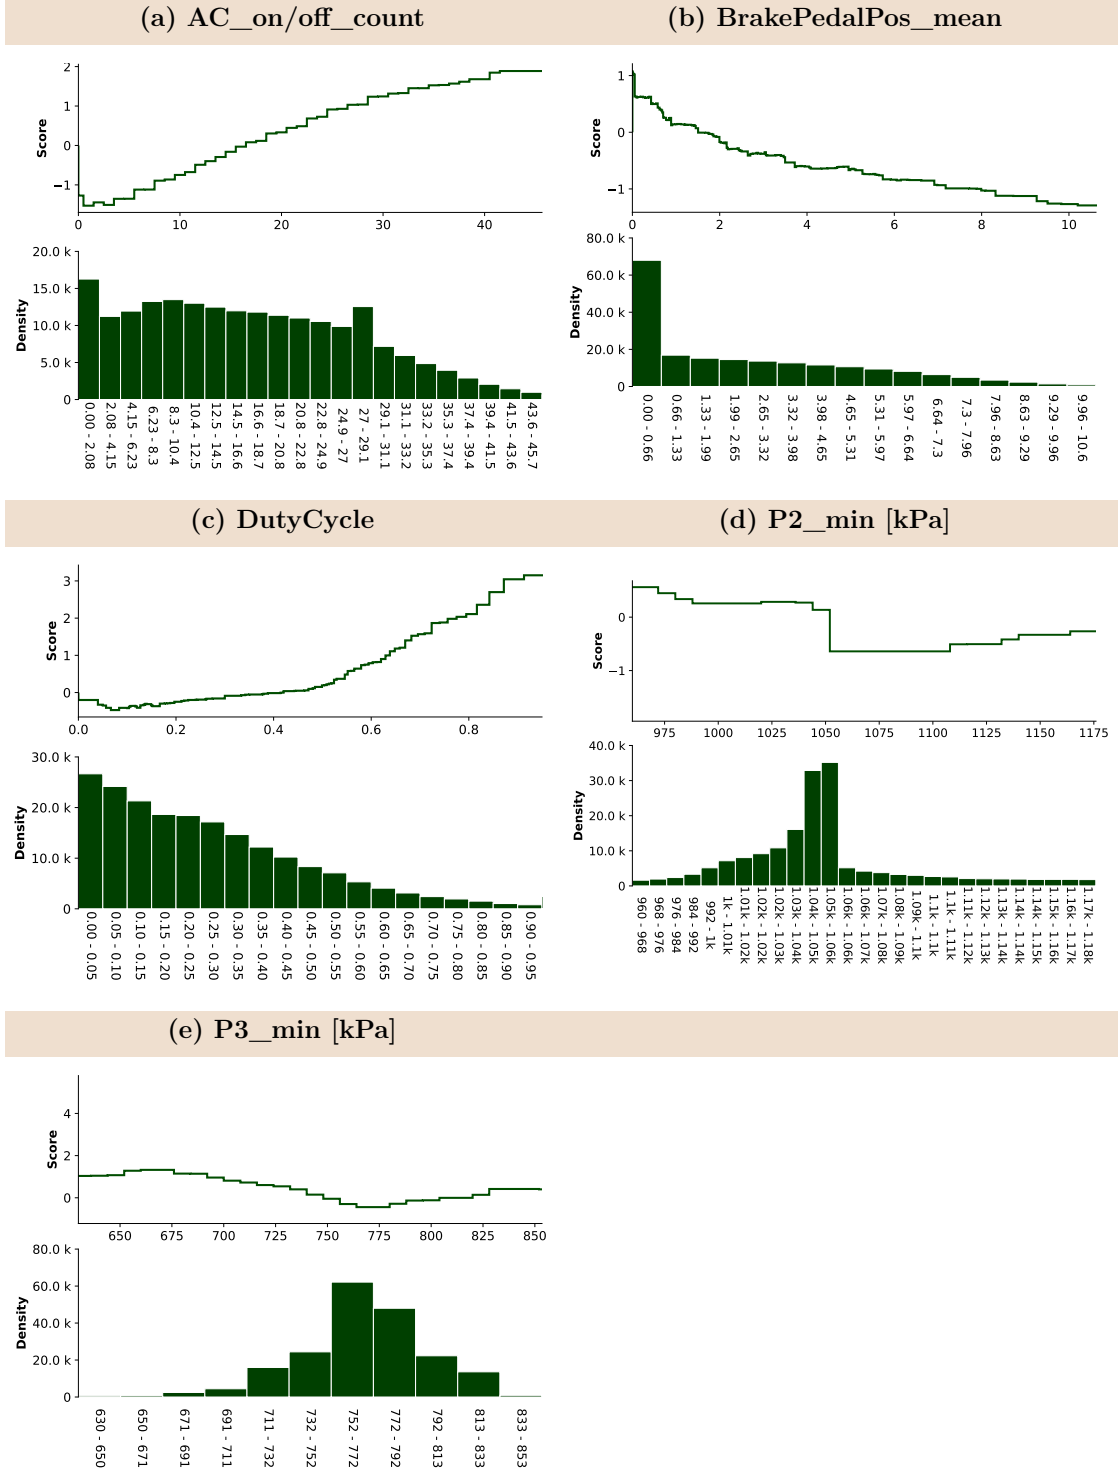 (a) AC_on/off_count
(b) BrakePedalPos_mean
2
1
0
−1
Score
0 10 20 30 40
20.0 k
15.0 k
10.0 k
5.0 k
0
Density
0.00 - 2.08
2.08 - 4.15
4.15 - 6.23
6.23 - 8.3
8.3 - 10.4
10.4 - 12.5
12.5 - 14.5
14.5 - 16.6
16.6 - 18.7
18.7 - 20.8
20.8 - 22.8
22.8 - 24.9
24.9 - 27
27 - 29.1
29.1 - 31.1
31.1 - 33.2
33.2 - 35.3
35.3 - 37.4
37.4 - 39.4
39.4 - 41.5
41.5 - 43.6
43.6 - 45.7
1
0
−1
Score
0 2 4 6 8 10
80.0 k
60.0 k
40.0 k
20.0 k
0
Density
0.00 - 0.66
0.66 - 1.33
1.33 - 1.99
1.99 - 2.65
2.65 - 3.32
3.32 - 3.98
3.98 - 4.65
4.65 - 5.31
5.31 - 5.97
5.97 - 6.64
6.64 - 7.3
7.3 - 7.96
7.96 - 8.63
8.63 - 9.29
9.29 - 9.96
9.96 - 10.6
(c) DutyCycle
(d) P2_min [kPa]
3
2
1
0
Score
0.0 0.2 0.4 0.6 0.8
30.0 k
20.0 k
10.0 k
0
Density
0.00 - 0.05
0.05 - 0.10
0.10 - 0.15
0.15 - 0.20
0.20 - 0.25
0.25 - 0.30
0.30 - 0.35
0.35 - 0.40
0.40 - 0.45
0.45 - 0.50
0.50 - 0.55
0.55 - 0.60
0.60 - 0.65
0.65 - 0.70
0.70 - 0.75
0.75 - 0.80
0.80 - 0.85
0.85 - 0.90
0.90 - 0.95
0
−1
Score
975 1000 1025 1050 1075 1100 1125 1150 1175
40.0 k
30.0 k
20.0 k
10.0 k
0
Density
960 - 968
968 - 976
976 - 984
984 - 992
992 - 1k
1k - 1.01k
1.01k - 1.02k
1.02k - 1.02k
1.02k - 1.03k
1.03k - 1.04k
1.04k - 1.05k
1.05k - 1.06k
1.06k - 1.06k
1.06k - 1.07k
1.07k - 1.08k
1.08k - 1.09k
1.09k - 1.1k
1.1k - 1.1k
1.1k - 1.11k
1.11k - 1.12k
1.12k - 1.13k
1.13k - 1.14k
1.14k - 1.14k
1.14k - 1.15k
1.15k - 1.16k
1.16k - 1.17k
1.17k - 1.18k
(e) P3_min [kPa]
4
2
0
Score
650 675 700 725 750 775 800 825 850
80.0 k
60.0 k
40.0 k
20.0 k
0
Density
630 - 650
650 - 671
671 - 691
691 - 711
711 - 732
732 - 752
752 - 772
772 - 792
792 - 813
813 - 833
833 - 853